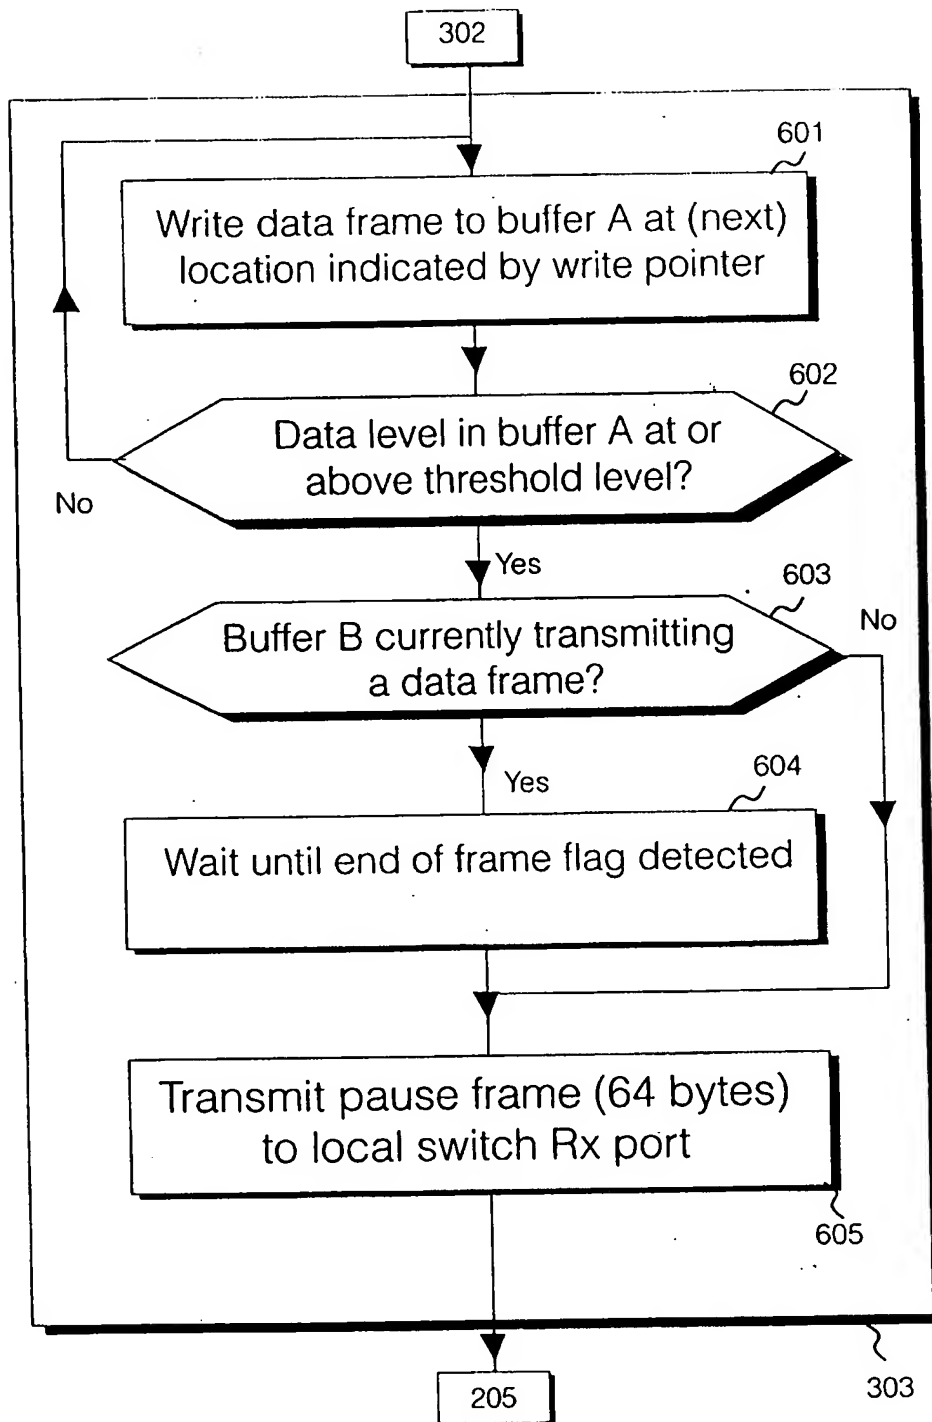 302
601
Write data frame to buffer A at (next)
location indicated by write pointer
602
Data level in buffer A at or
above threshold level?
No
Yes
603
No
Buffer B currently transmitting
a data frame?
Yes
604
Wait until end of frame flag detected
Transmit pause frame (64 bytes)
to local switch Rx port
605
303
205